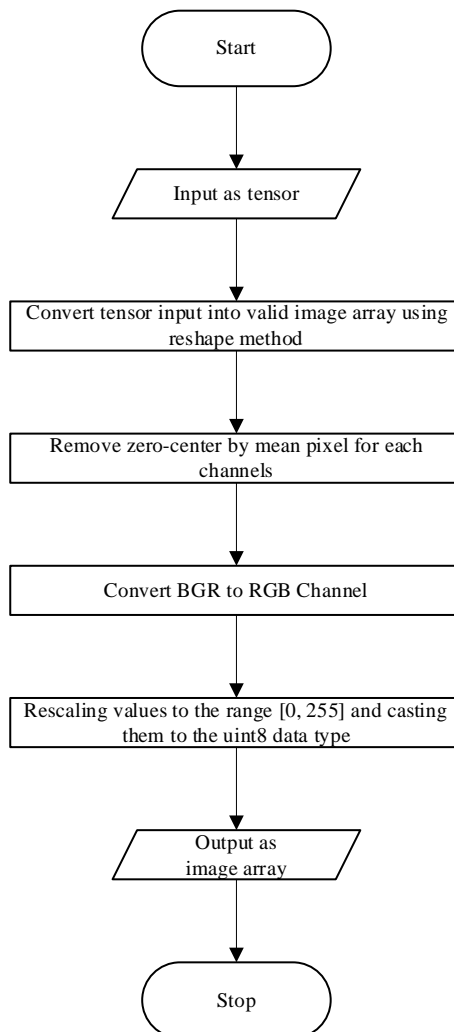 Start
Input as tensor
Convert tensor input into valid image array using
reshape method
Remove zero-center by mean pixel for each
channels
Convert BGR to RGB Channel
Rescaling values to the range [0, 255] and casting
them to the uint8 data type
Output as
image array
Stop